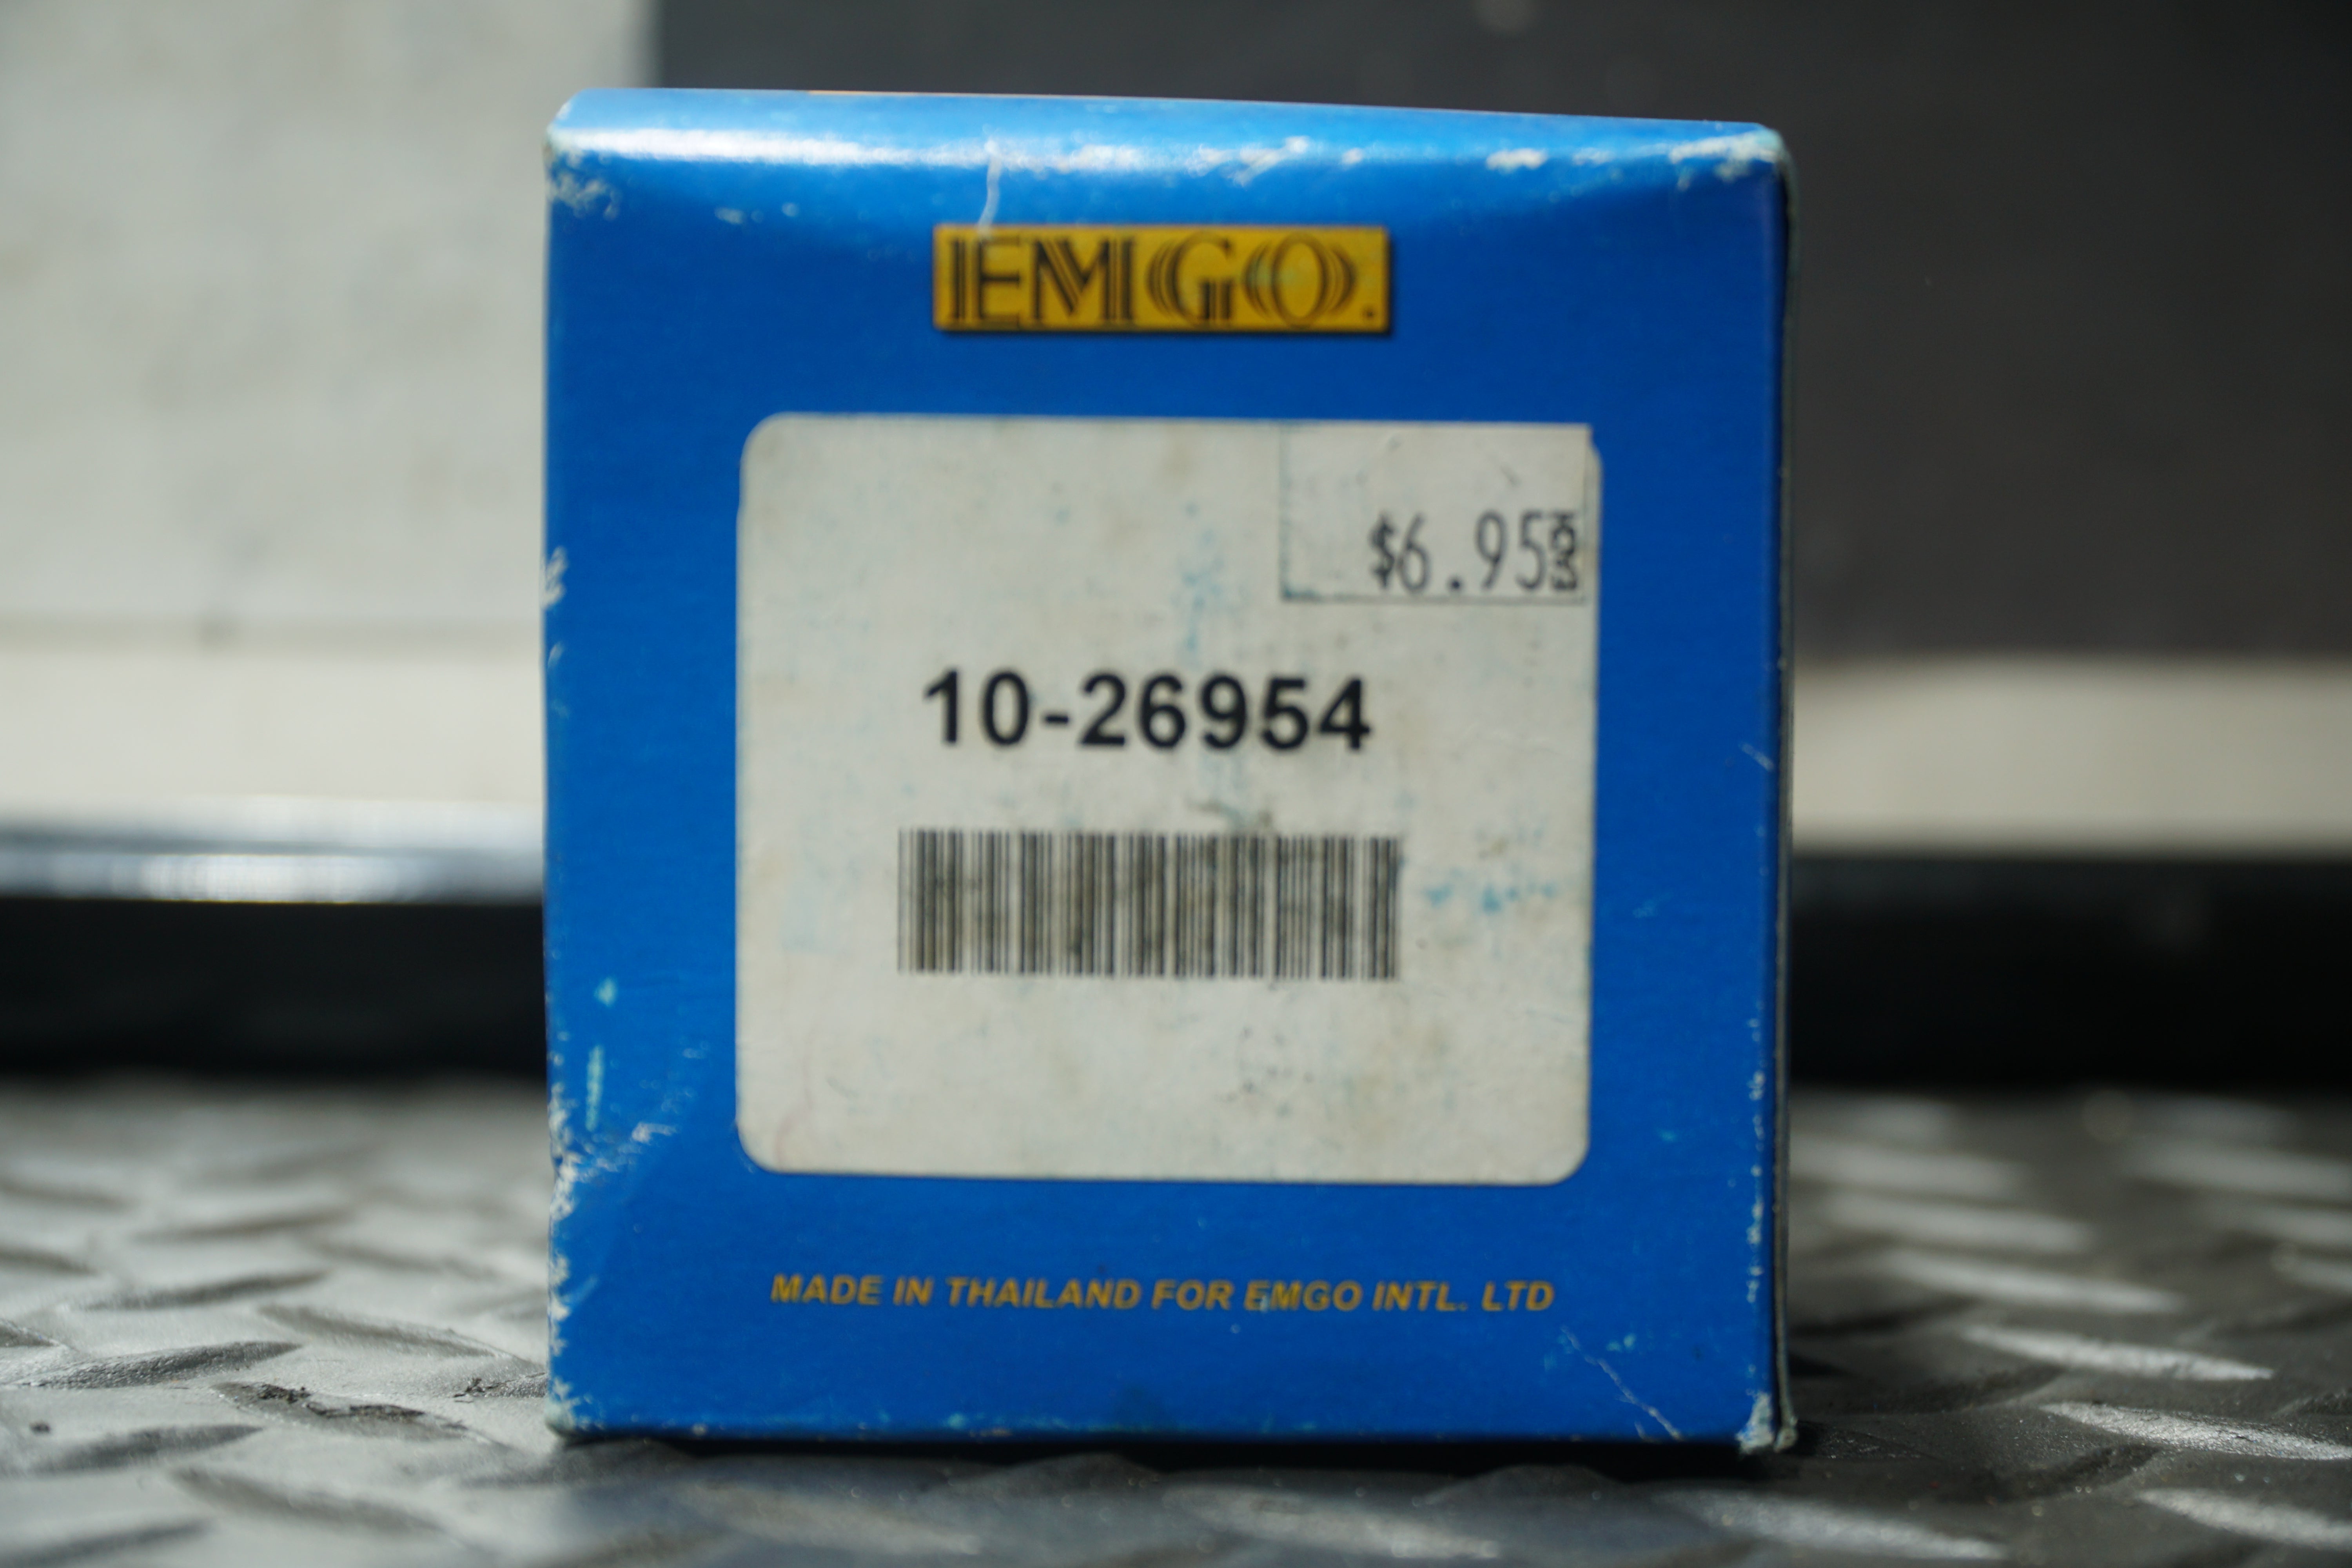 EMGO.
$6.95
10-26954
MADE IN THAILAND FOR EMGO INTL. LTD